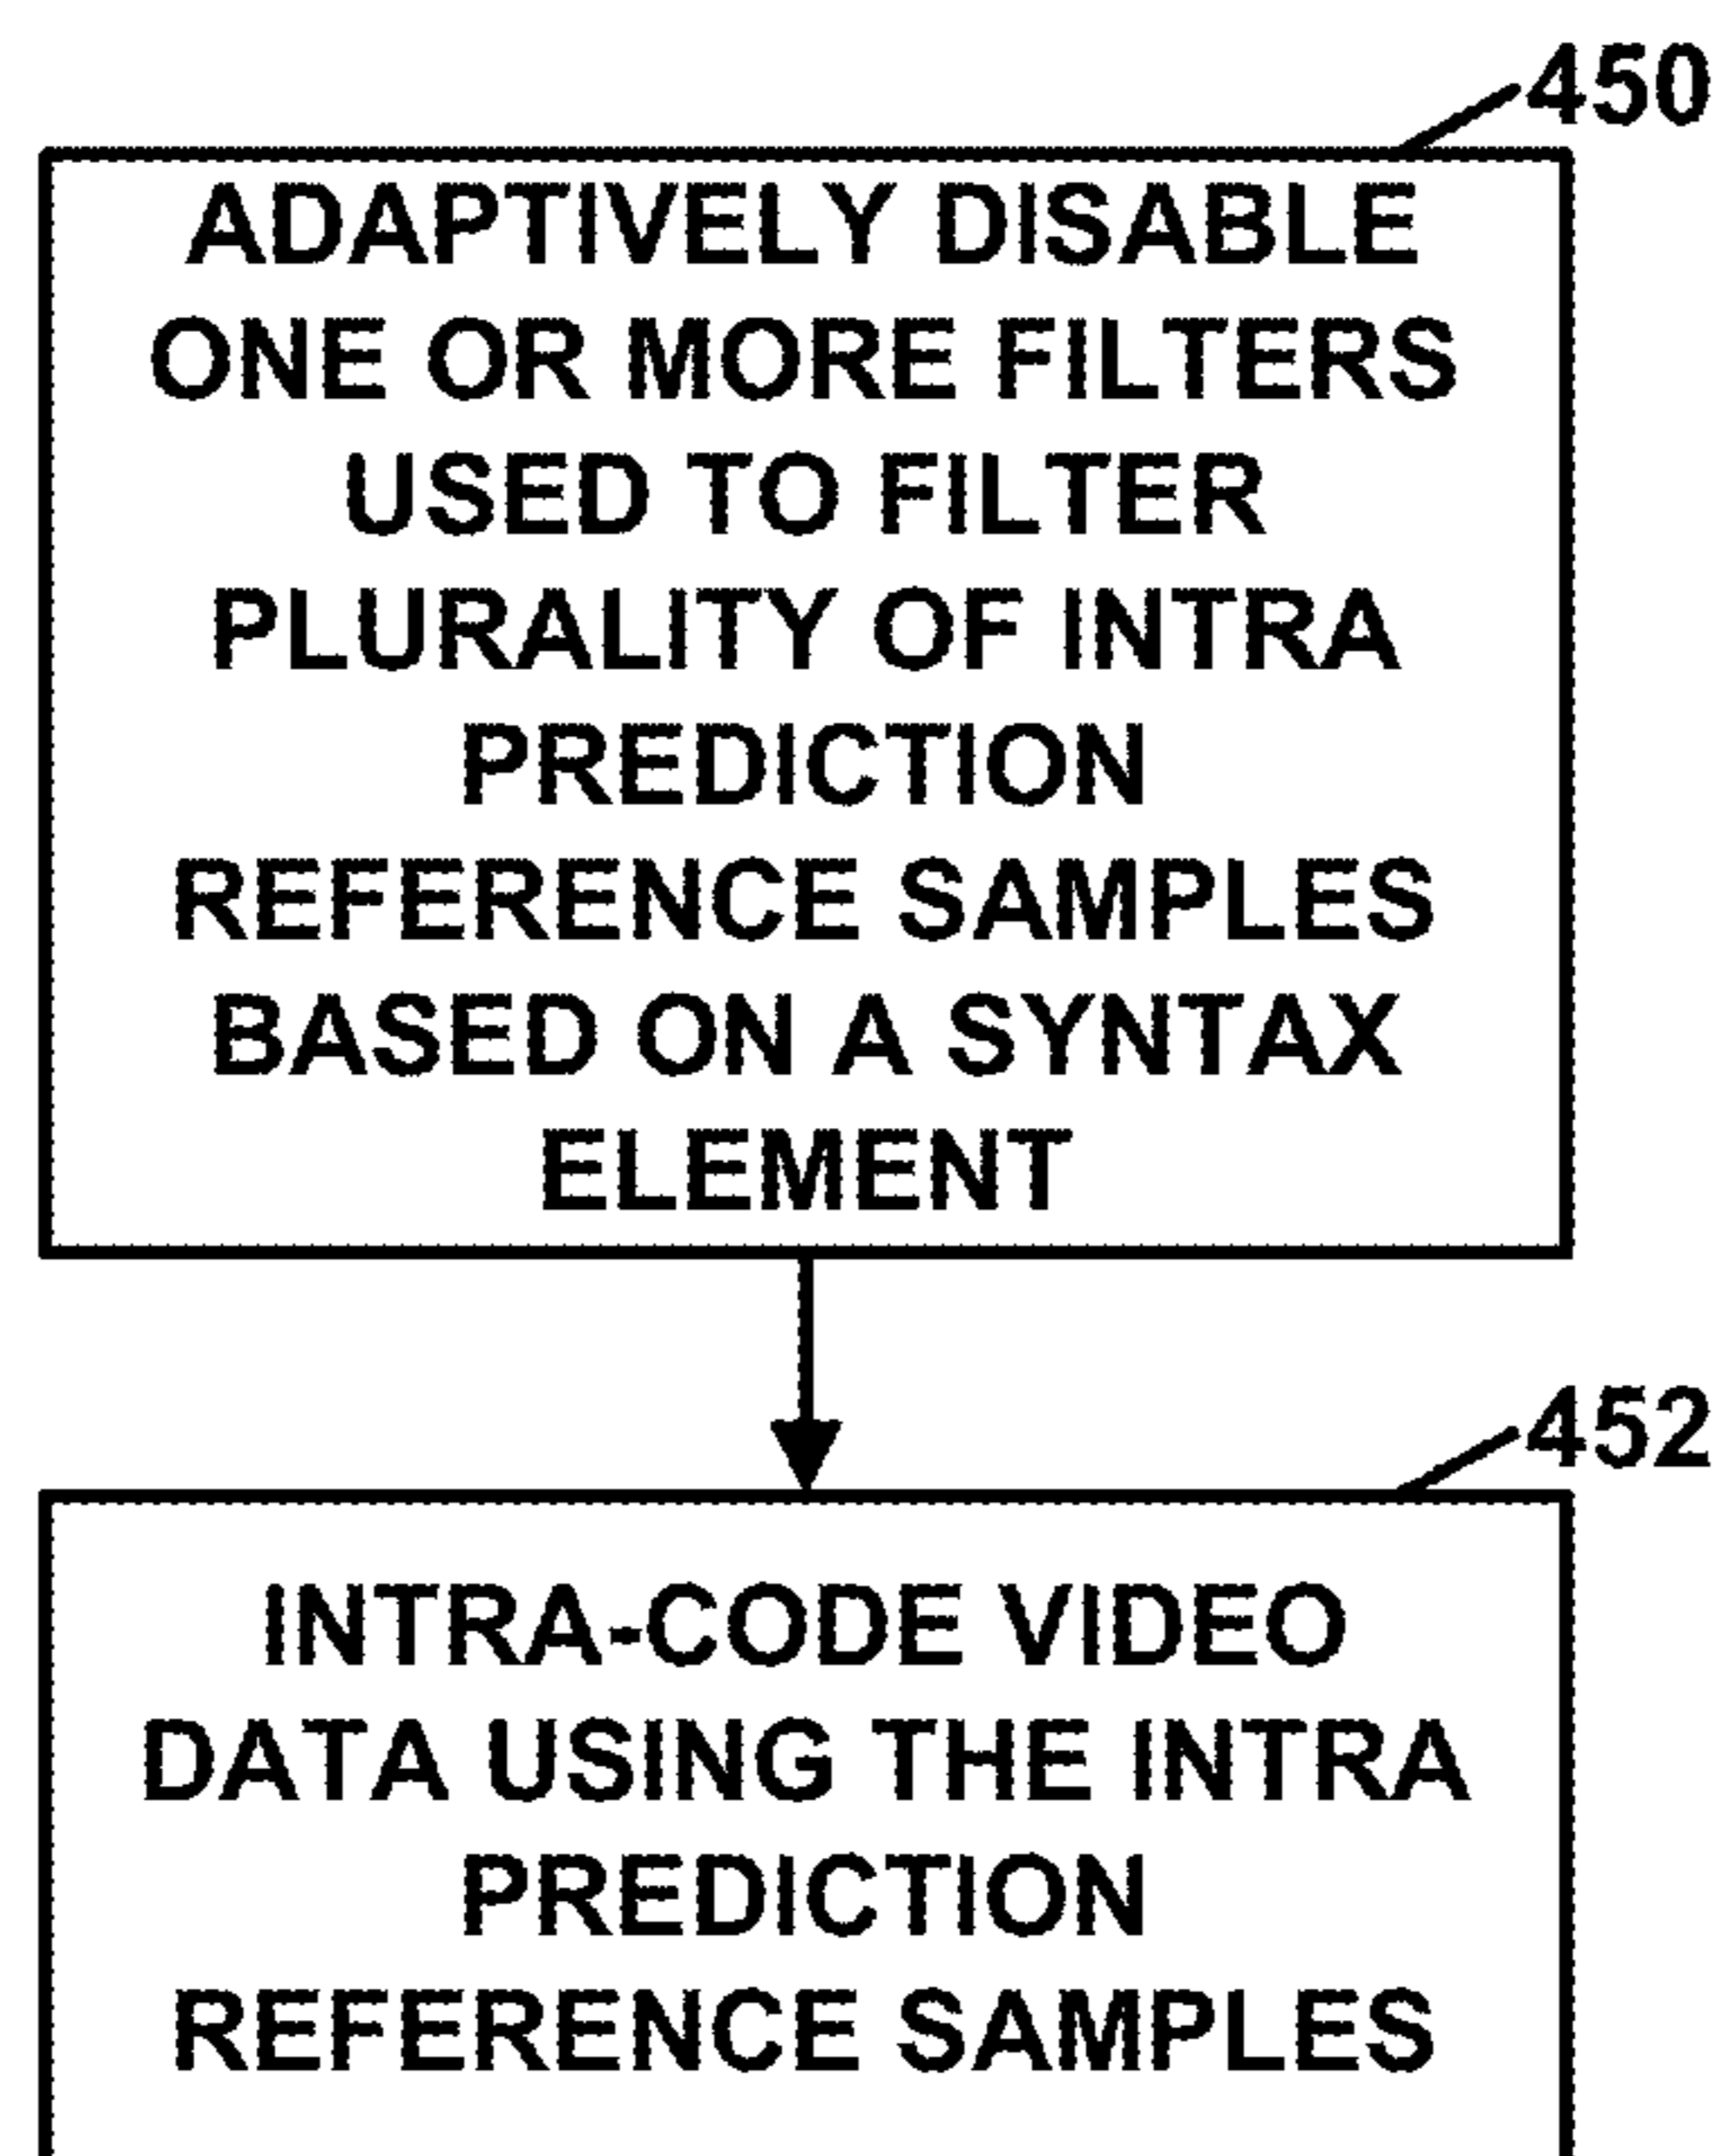 450
ADAPTIVELY DISABLE
ONE OR MORE FILTERS
USED TO FILTER
PLURALITY OF INTRA
PREDICTION
REFERENCE SAMPLES
BASED ON A SYNTAX
ELEMENT
452
INTRA-CODE VIDEO
DATA USING THE INTRA
PREDICTION
REFERENCE SAMPLES